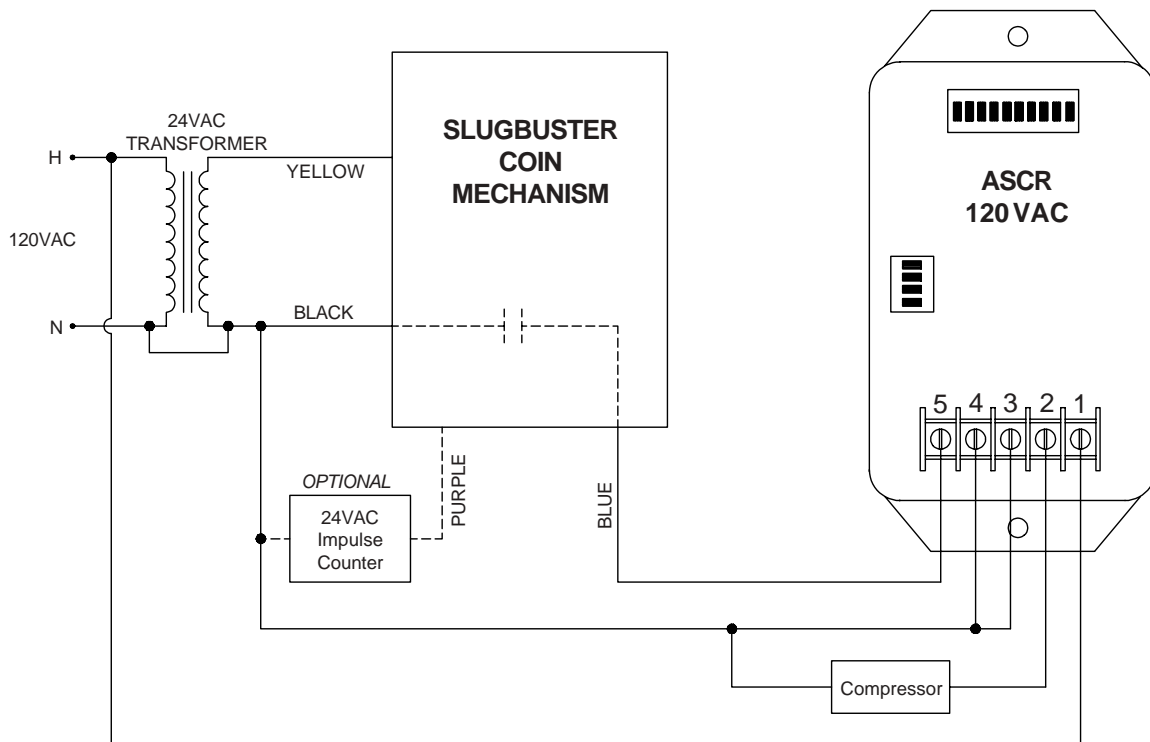 24VAC
TRANSFORMER
H
120VAC
N
YELLOW
BLACK
SLUGBUSTER
COIN
MECHANISM
OPTIONAL
24VAC
Impulse
Counter
PURPLE
BLUE
ASCR
120 VAC
5 4 3 2 1
Compressor